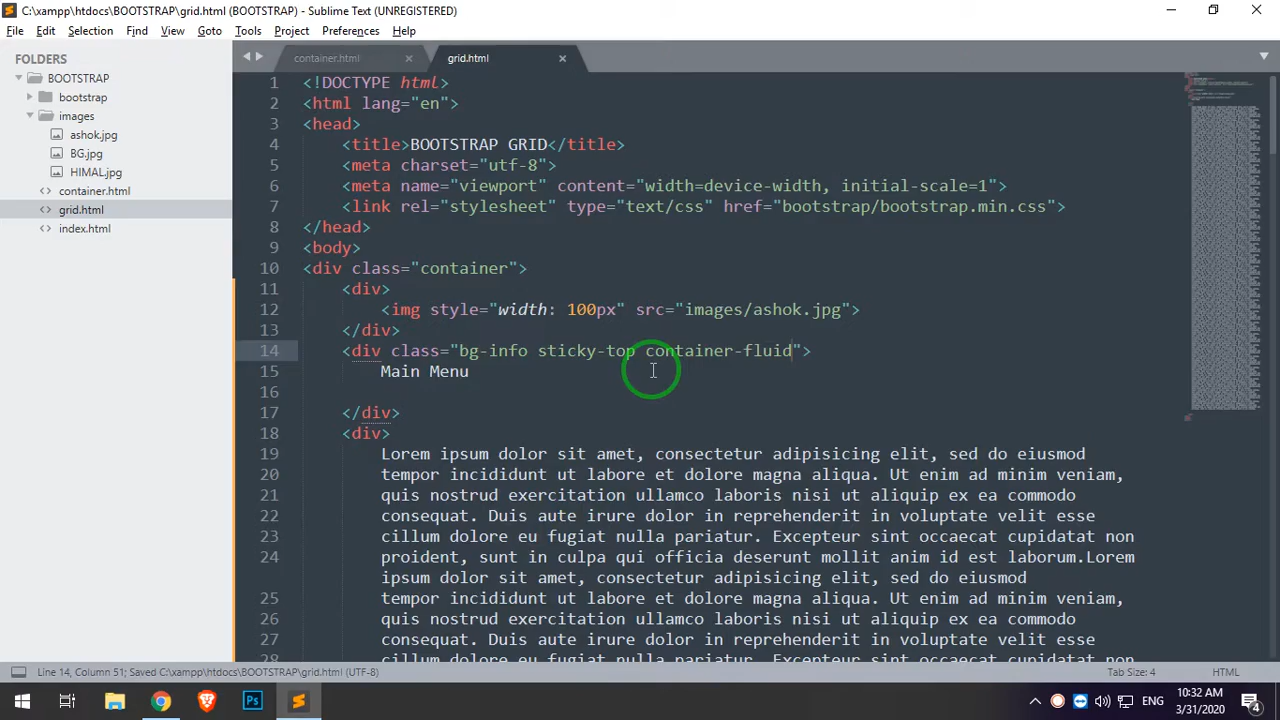 C:\xampp\htdocs\BOOTSTRAP\grid.html (BOOTSTRAP) - Sublime Text (UNREGISTERED)
File Edit Selection Find View Goto Tools Project Preferences Help
FOLDERS
BOOTSTRAP
bootstrap
images
ashok.jpg
BG.jpg
HIMAL.jpg
container.html
grid.html
index.html
container.html × grid.html ×
1 <!DOCTYPE html>
2 <html lang="en">
3 <head>
4 <title>BOOTSTRAP GRID</title>
5 <meta charset="utf-8">
6 <meta name="viewport" content="width=device-width, initial-scale=1">
7 <link rel="stylesheet" type="text/css" href="bootstrap/bootstrap.min.css">
8 </head>
9 <body>
10 <div class="container">
11 <div>
12 <img style="width: 100px" src="images/ashok.jpg">
13 </div>
14 <div class="bg-info sticky-top container-fluid">
15 Main Menu
16
17 </div>
18 <div>
19 Lorem ipsum dolor sit amet, consectetur adipisicing elit, sed do eiusmod
20 tempor incididunt ut labore et dolore magna aliqua. Ut enim ad minim veniam,
21 quis nostrud exercitation ullamco laboris nisi ut aliquip ex ea commodo
22 consequat. Duis aute irure dolor in reprehenderit in voluptate velit esse
23 cillum dolore eu fugiat nulla pariatur. Excepteur sint occaecat cupidatat non
24 proident, sunt in culpa qui officia deserunt mollit anim id est laborum.Lorem
ipsum dolor sit amet, consectetur adipisicing elit, sed do eiusmod
25 tempor incididunt ut labore et dolore magna aliqua. Ut enim ad minim veniam,
26 quis nostrud exercitation ullamco laboris nisi ut aliquip ex ea commodo
27 consequat. Duis aute irure dolor in reprehenderit in voluptate velit esse
28 cillum dolore eu fugiat nulla pariatur. Excepteur sint occaecat cupidatat non
Line 14, Column 51; Saved C:\xampp\htdocs\BOOTSTRAP\grid.html (UTF-8) Tab Size: 4 HTML
Ps
ENG
10:32 AM
3/31/2020
4